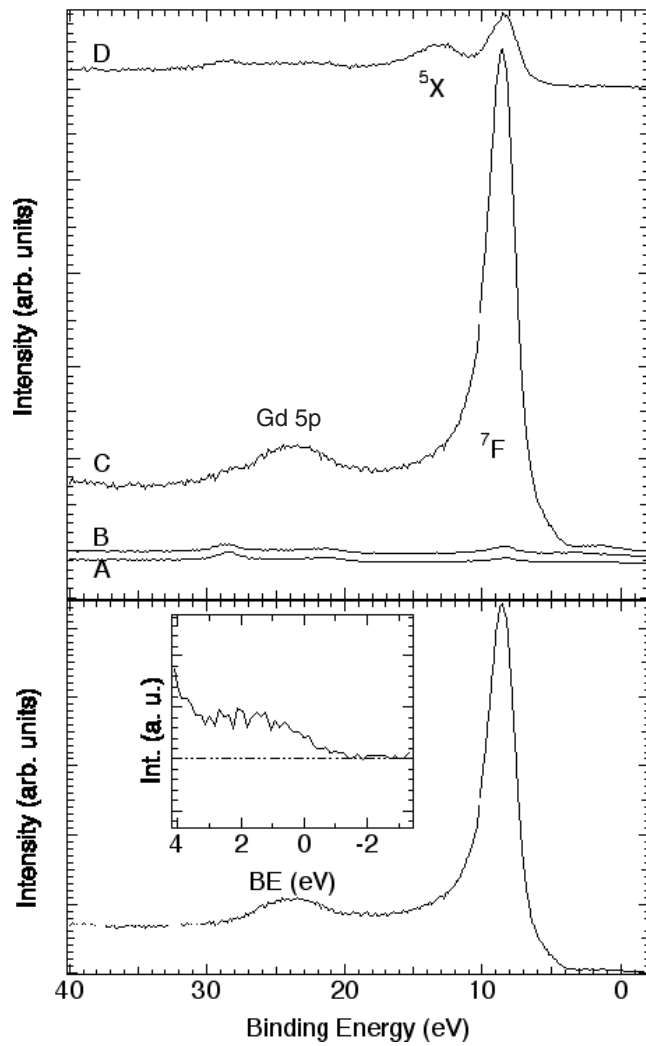 D
⁵X
Intensity (arb. units)
Gd 5p
C
⁷F
B
A
Intensity (arb. units)
Int. (a. u.)
4 2 0 -2
BE (eV)
40 30 20 10 0
Binding Energy (eV)